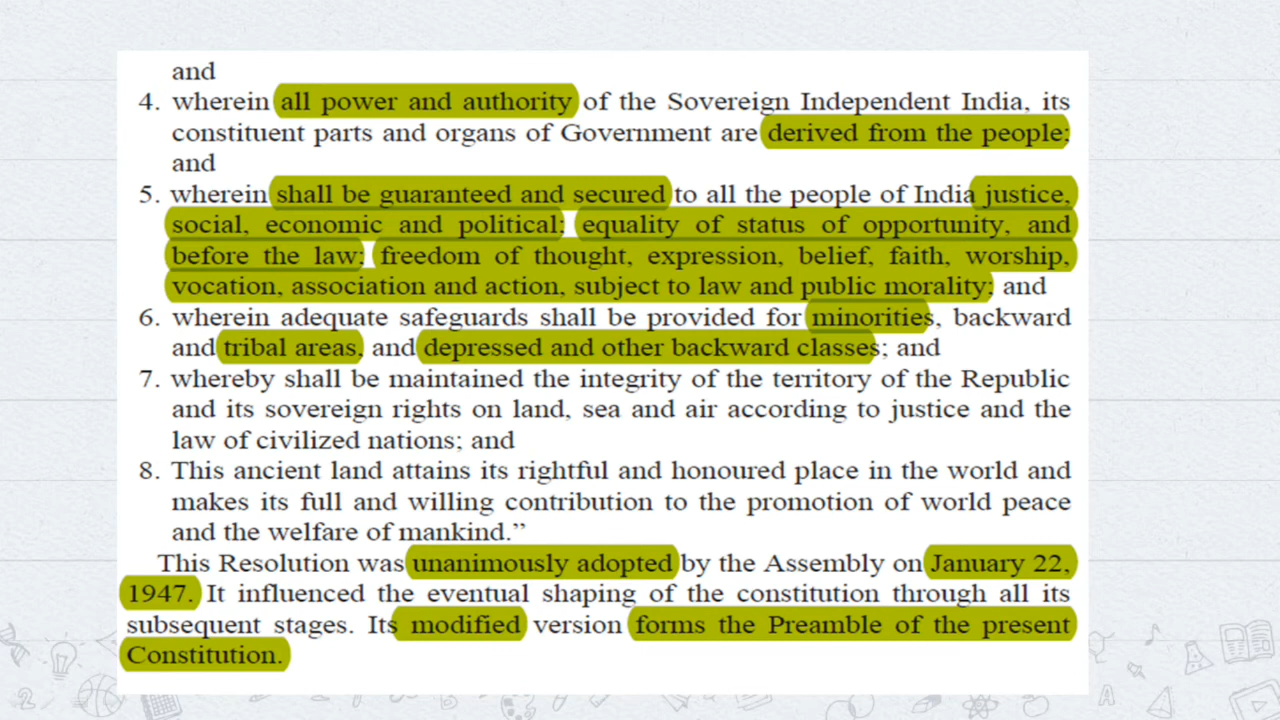 and
4. wherein all power and authority of the Sovereign Independent India, its
constituent parts and organs of Government are derived from the people;
and
5. wherein shall be guaranteed and secured to all the people of India justice,
social, economic and political; equality of status of opportunity, and
before the law; freedom of thought, expression, belief, faith, worship,
vocation, association and action, subject to law and public morality; and
6. wherein adequate safeguards shall be provided for minorities, backward
and tribal areas, and depressed and other backward classes; and
7. whereby shall be maintained the integrity of the territory of the Republic
and its sovereign rights on land, sea and air according to justice and the
law of civilized nations; and
8. This ancient land attains its rightful and honoured place in the world and
makes its full and willing contribution to the promotion of world peace
and the welfare of mankind.”
This Resolution was unanimously adopted by the Assembly on January 22,
1947. It influenced the eventual shaping of the constitution through all its
subsequent stages. Its modified version forms the Preamble of the present
Constitution.